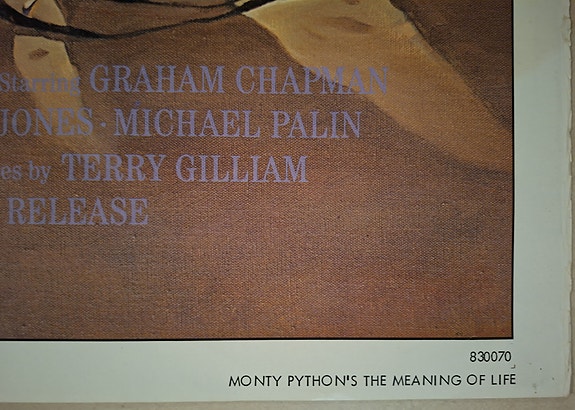 Starring GRAHAM CHAPMAN
JONES · MICHAEL PALIN
es by TERRY GILLIAM
RELEASE
830070
MONTY PYTHON'S THE MEANING OF LIFE